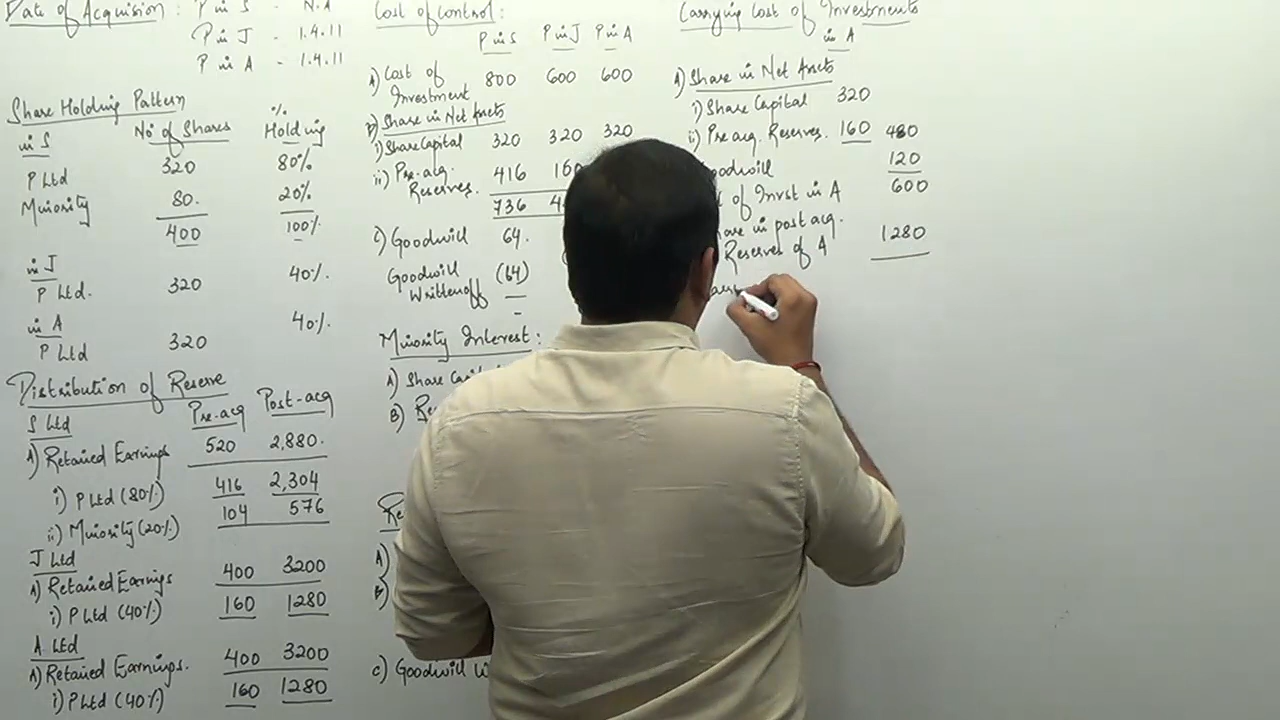 Date of Acquision : P in S - N.A
P in J - 1.4.11
P in A - 1.4.11
Share Holding Pattern
in S No of Shares % Holding
P Ltd 320 80%
Minority 80. 20%
400 100%
in J
P Ltd. 320 40%.
in A
P Ltd 320 40%.
Distribution of Reserve
S Ltd Pre-acq Post-acq
A) Retained Earnings 520 2,880.
i) P Ltd (80%) 416 2,304
ii) Minority (20%) 104 576
J Ltd
A) Retained Earnings 400 3200
i) P Ltd (40%) 160 1280
A Ltd
A) Retained Earnings. 400 3200
i) P Ltd (40%) 160 1280
Cost of Control :
P in S P in J P in A
A) Cost of Investment 800 600 600
B) Share in Net Assets
i) Share Capital 320 320 320
ii) Pre-acq. Reserves. 416 160
736
C) Goodwill 64.
Goodwill Written off (64)
Minority Interest :
A) Share
B)
A)
B)
C) Goodwill
Carrying Cost of Investments
in A
A) Share in Net Assets
i) Share Capital 320
ii) Pre acq. Reserves. 160 480
Goodwill 120
of Invst in A 600
in post acq.
Reserves of A 1280